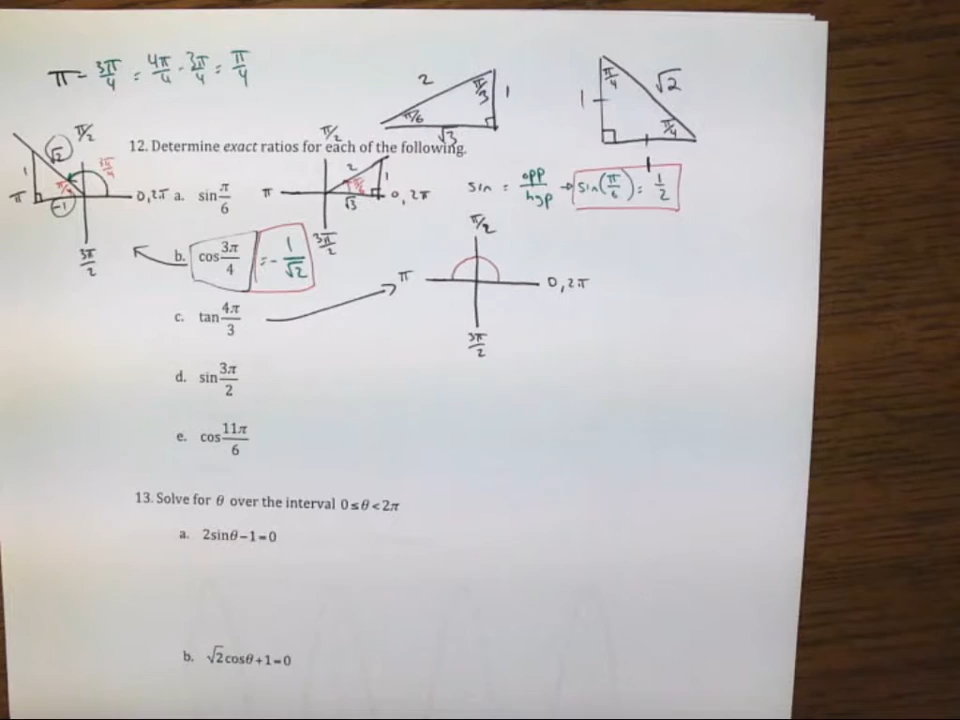 π - 3π/4 = 4π/4 - 3π/4 = π/4
2 π/3 1 π/6 √3
π/4 √2 1 π/4 1
12. Determine exact ratios for each of the following.
π/2 √2 1 π/4 3π/4 π -1 0,2π 3π/2
a. sin π/6
π/2 π 2 1 π/6 √3 0,2π 3π/2
sin = opp/hyp → sin(π/6) = 1/2
b. cos 3π/4 = - 1/√2
c. tan 4π/3
π/2 π 0,2π 3π/2
d. sin 3π/2
e. cos 11π/6
13. Solve for θ over the interval 0≤θ<2π
a. 2sinθ-1=0
b. √2cosθ+1=0